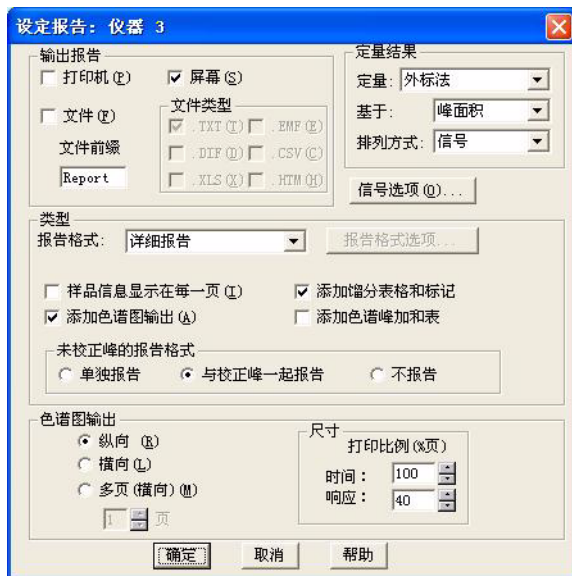 设定报告: 仪器 3
输出报告
打印机(P)
屏幕(S)
文件(F)
文件类型
.TXT(T)
.EMF(E)
文件前缀
.DIF(D)
.CSV(C)
Report
.XLS(X)
.HTM(H)
定量结果
定量: 外标法
基于: 峰面积
排列方式: 信号
信号选项(O)...
类型
报告格式: 详细报告
报告格式选项...
样品信息显示在每一页(I)
添加馏分表格和标记
添加色谱图输出(A)
添加色谱峰加和表
未校正峰的报告格式
单独报告
与校正峰一起报告
不报告
色谱图输出
纵向 (R)
横向(L)
多页(横向)(M)
1 页
尺寸
打印比例(%页)
时间: 100
响应: 40
确定
取消
帮助